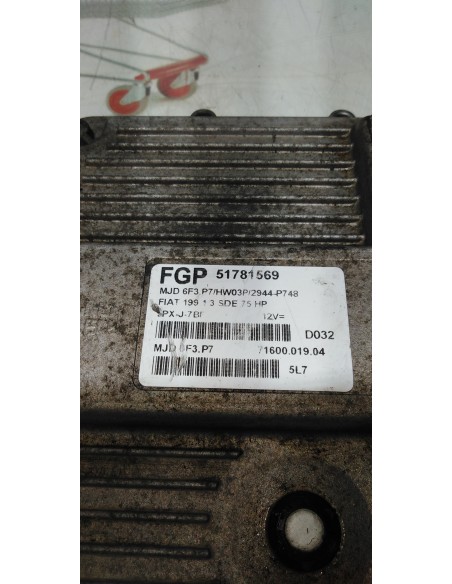 FGP 51781569
MJD 6F3.P7/HW03P/2944-P748
FIAT 199 1.3 SDE 75 HP
12V=
D032
MJD 6F3.P7 71600.019.04
5L7